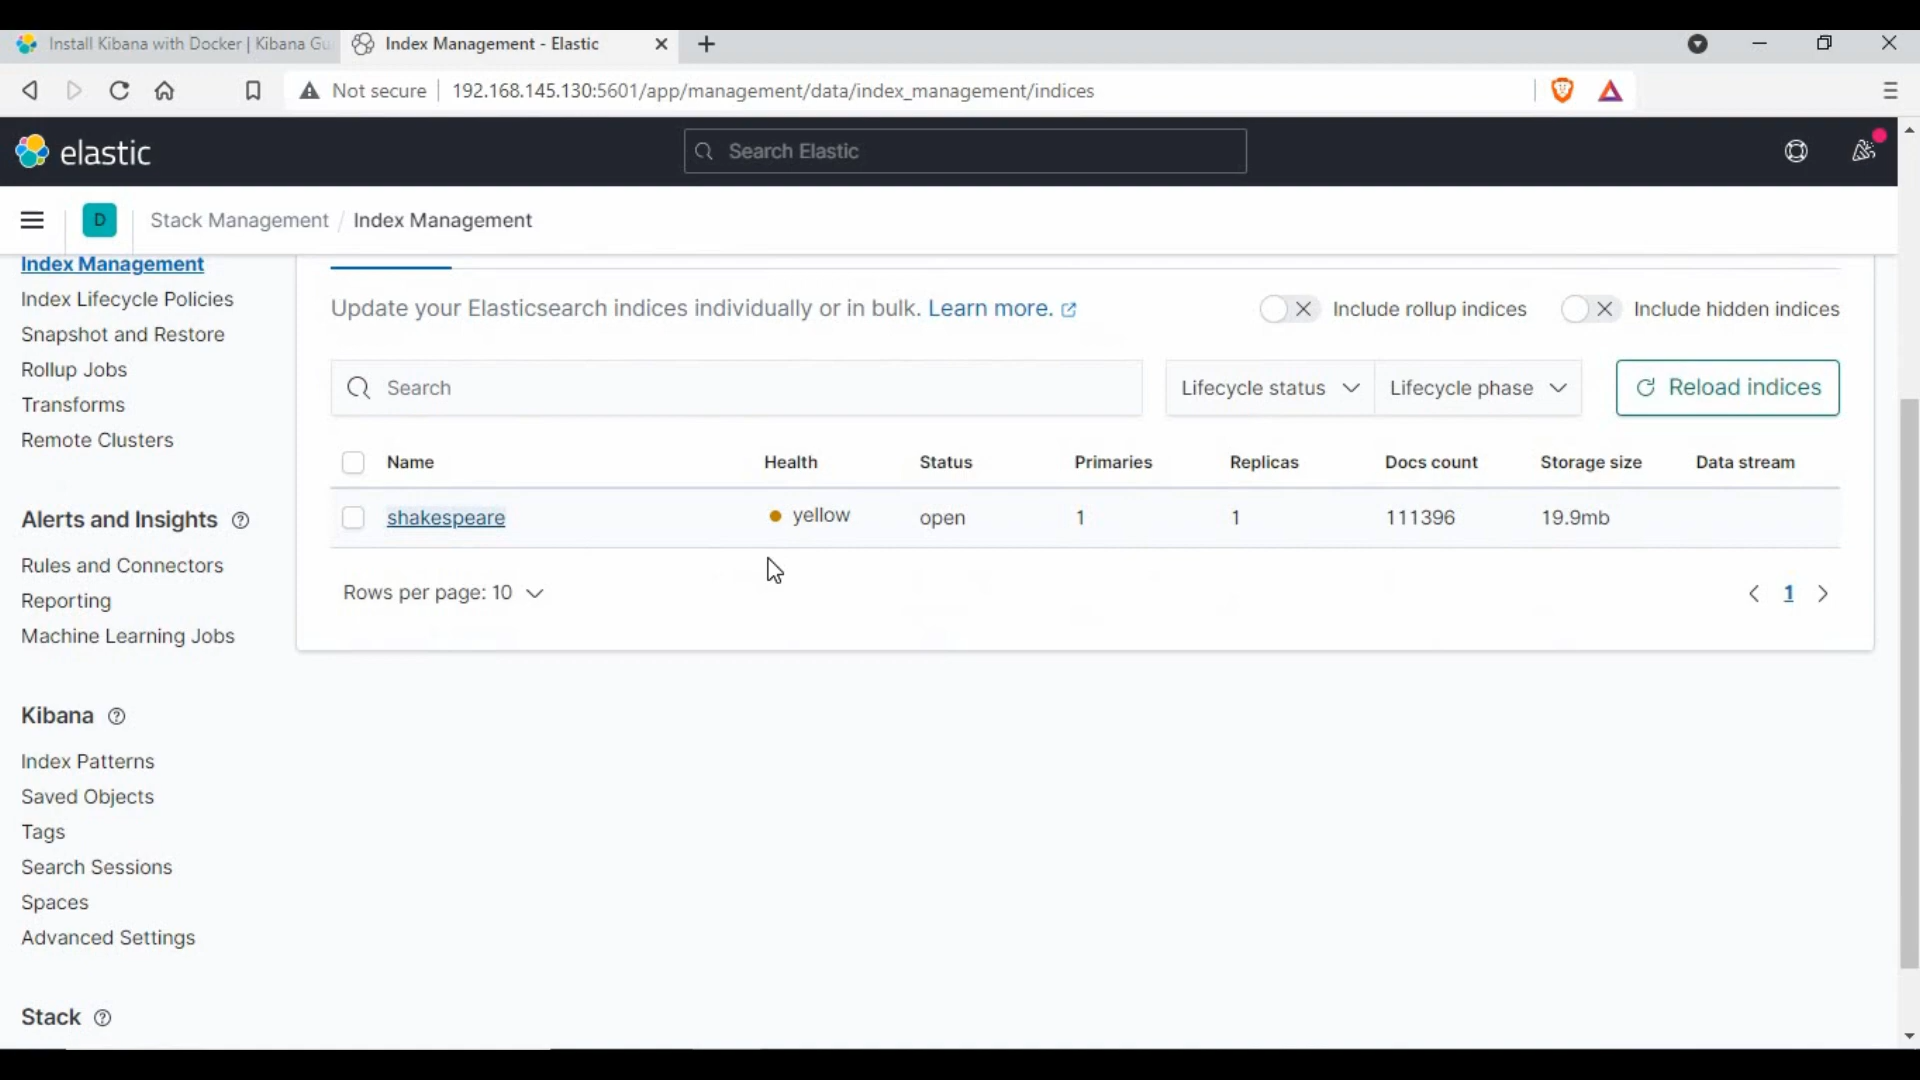 Install Kibana with Docker | Kibana Gu
Index Management - Elastic
Not secure
192.168.145.130:5601/app/management/data/index_management/indices
elastic
Search Elastic
D
Stack Management / Index Management
Index Management
Index Lifecycle Policies
Snapshot and Restore
Rollup Jobs
Transforms
Remote Clusters
Alerts and Insights
Rules and Connectors
Reporting
Machine Learning Jobs
Kibana
Index Patterns
Saved Objects
Tags
Search Sessions
Spaces
Advanced Settings
Stack
Update your Elasticsearch indices individually or in bulk. Learn more.
Include rollup indices
Include hidden indices
Search
Lifecycle status
Lifecycle phase
Reload indices
Name Health Status Primaries Replicas Docs count Storage size Data stream
shakespeare yellow open 1 1 111396 19.9mb
Rows per page: 10
1